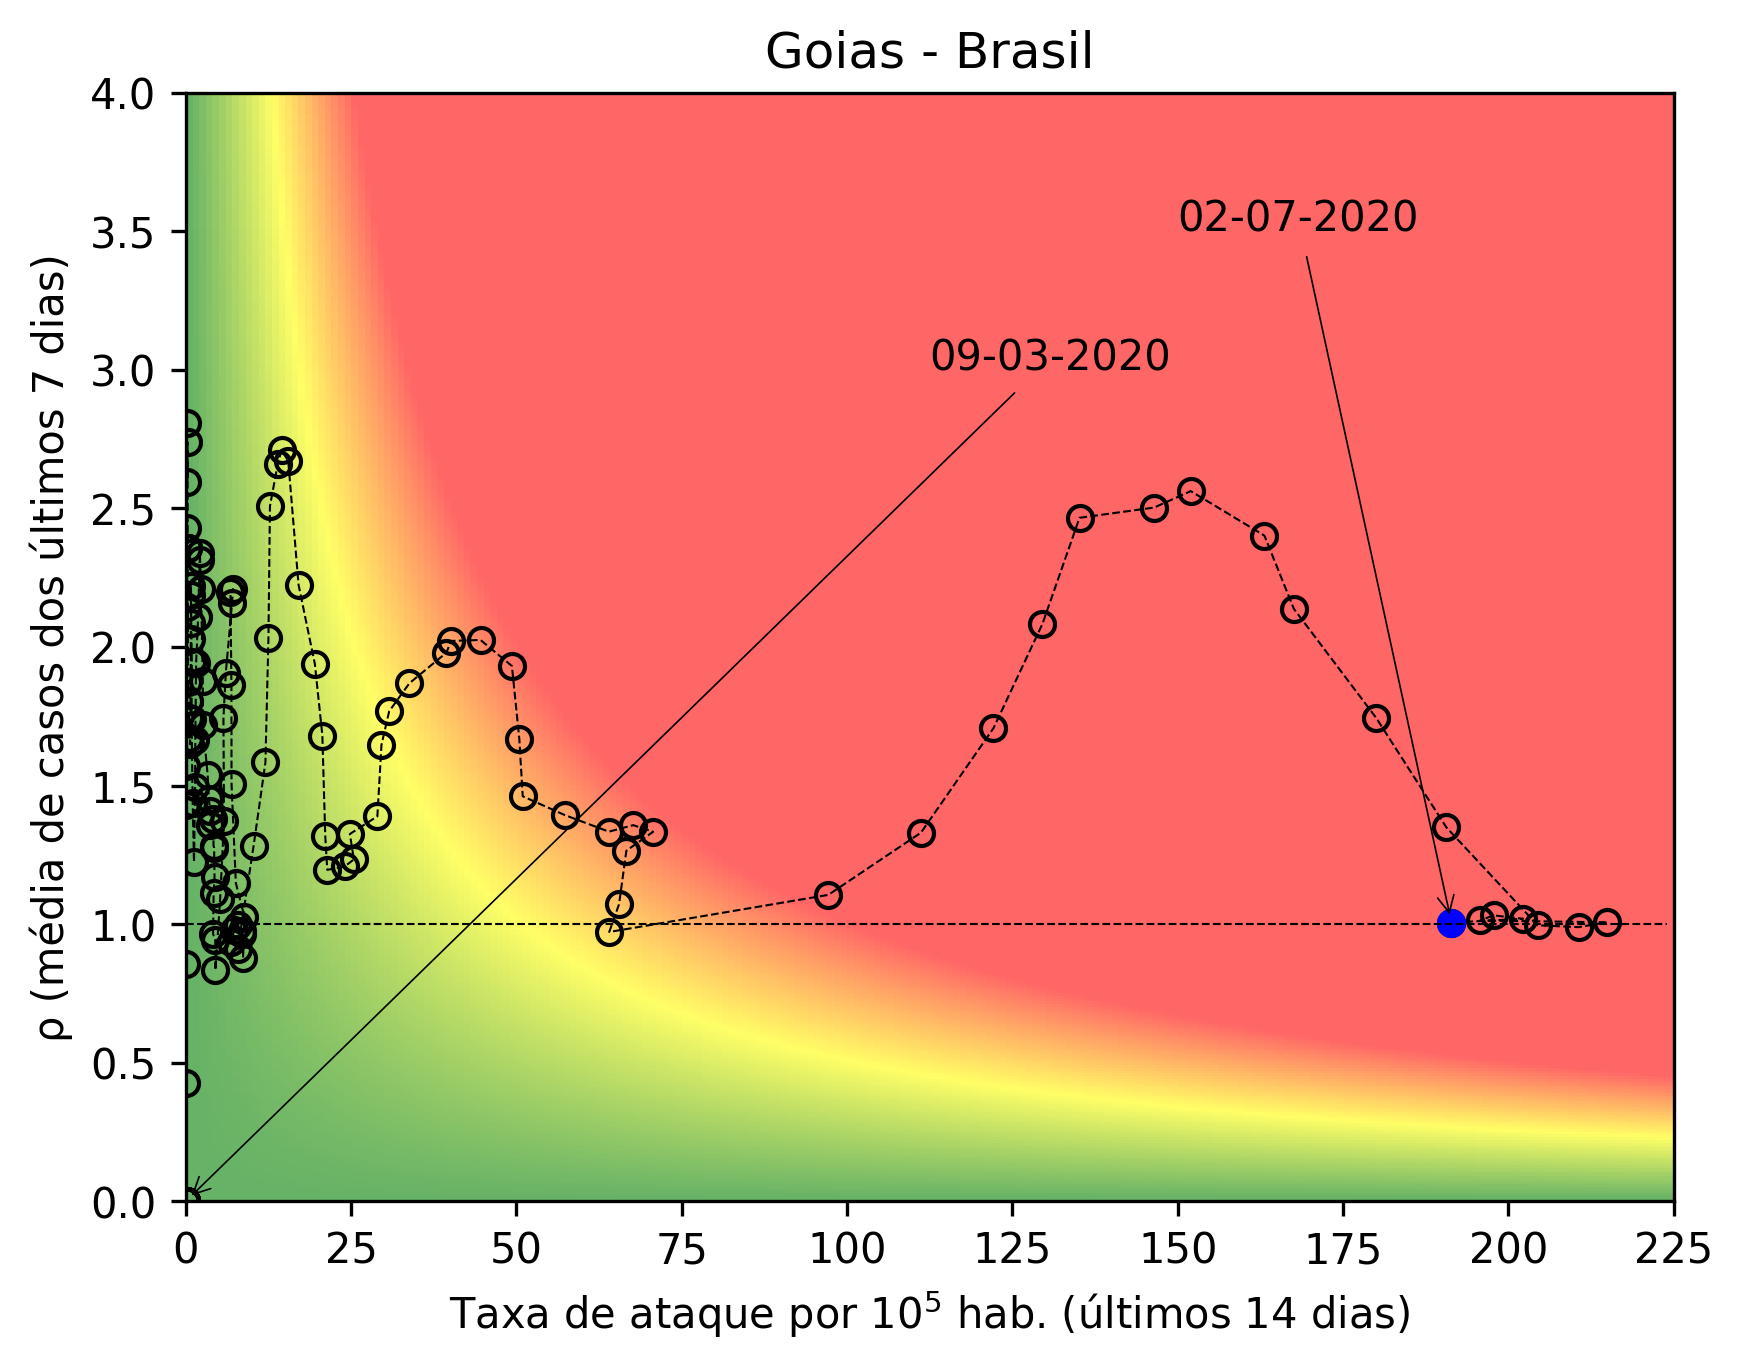 Goias - Brasil
4.0
3.5
3.0
2.5
2.0
1.5
1.0
0.5
0.0
ρ (média de casos dos últimos 7 dias)
02-07-2020
09-03-2020
0 25 50 75 100 125 150 175 200 225
Taxa de ataque por 10⁵ hab. (últimos 14 dias)